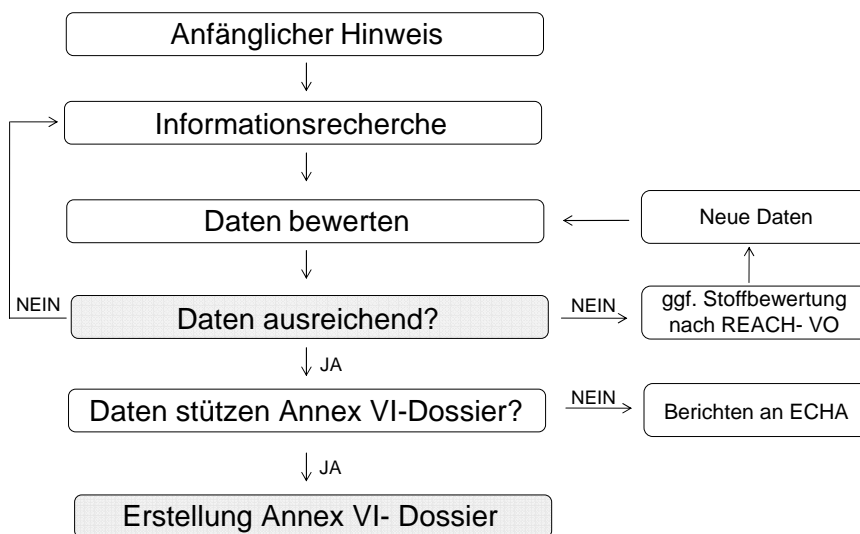 Anfänglicher Hinweis
Informationsrecherche
Daten bewerten
Neue Daten
NEIN
Daten ausreichend?
NEIN
ggf. Stoffbewertung
nach REACH- VO
JA
Daten stützen Annex VI-Dossier?
NEIN
Berichten an ECHA
JA
Erstellung Annex VI- Dossier